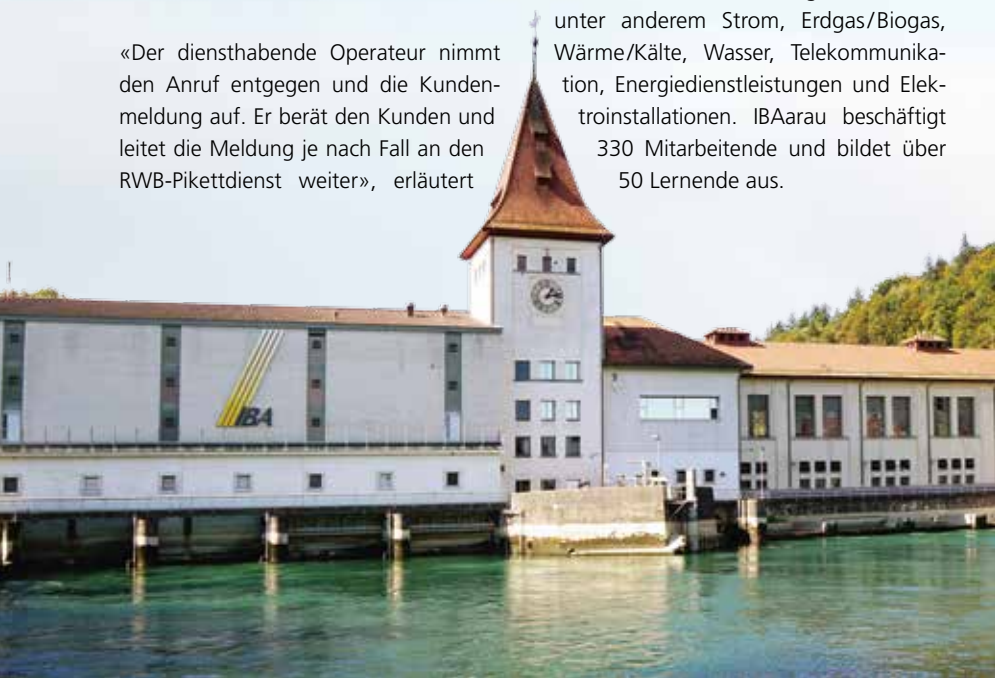 «Der diensthabende Operateur nimmt
den Anruf entgegen und die Kunden-
meldung auf. Er berät den Kunden und
leitet die Meldung je nach Fall an den
RWB-Pikettdienst weiter», erläutert
unter anderem Strom, Erdgas/Biogas,
Wärme/Kälte, Wasser, Telekommunika-
tion, Energiedienstleistungen und Elek-
troinstallationen. IBAarau beschäftigt
330 Mitarbeitende und bildet über
50 Lernende aus.
IBA